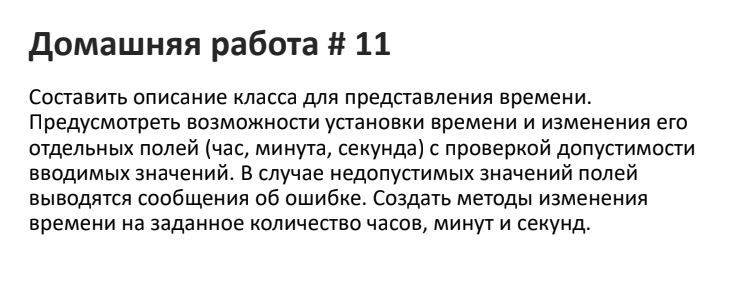 Домашняя работа # 11
Составить описание класса для представления времени.
Предусмотреть возможности установки времени и изменения его
отдельных полей (час, минута, секунда) с проверкой допустимости
вводимых значений. В случае недопустимых значений полей
выводятся сообщения об ошибке. Создать методы изменения
времени на заданное количество часов, минут и секунд.